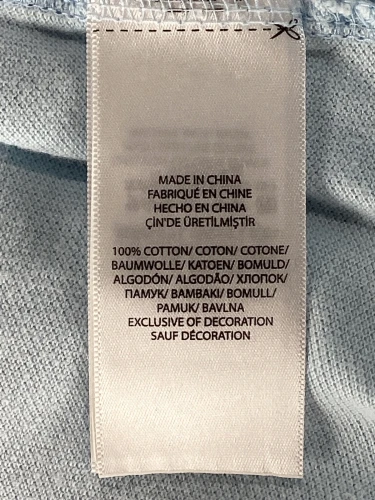 MADE IN CHINA
FABRIQUÉ EN CHINE
HECHO EN CHINA
ÇİN'DE ÜRETİLMİŞTİR
100% COTTON/ COTON/ COTONE/
BAUMWOLLE/ KATOEN/ BOMULD/
ALGODÓN/ ALGODÃO/ ХЛОПОК/
ПАМУК/ BAMBAKI/ BOMULL/
PAMUK/ BAVLNA
EXCLUSIVE OF DECORATION
SAUF DÉCORATION